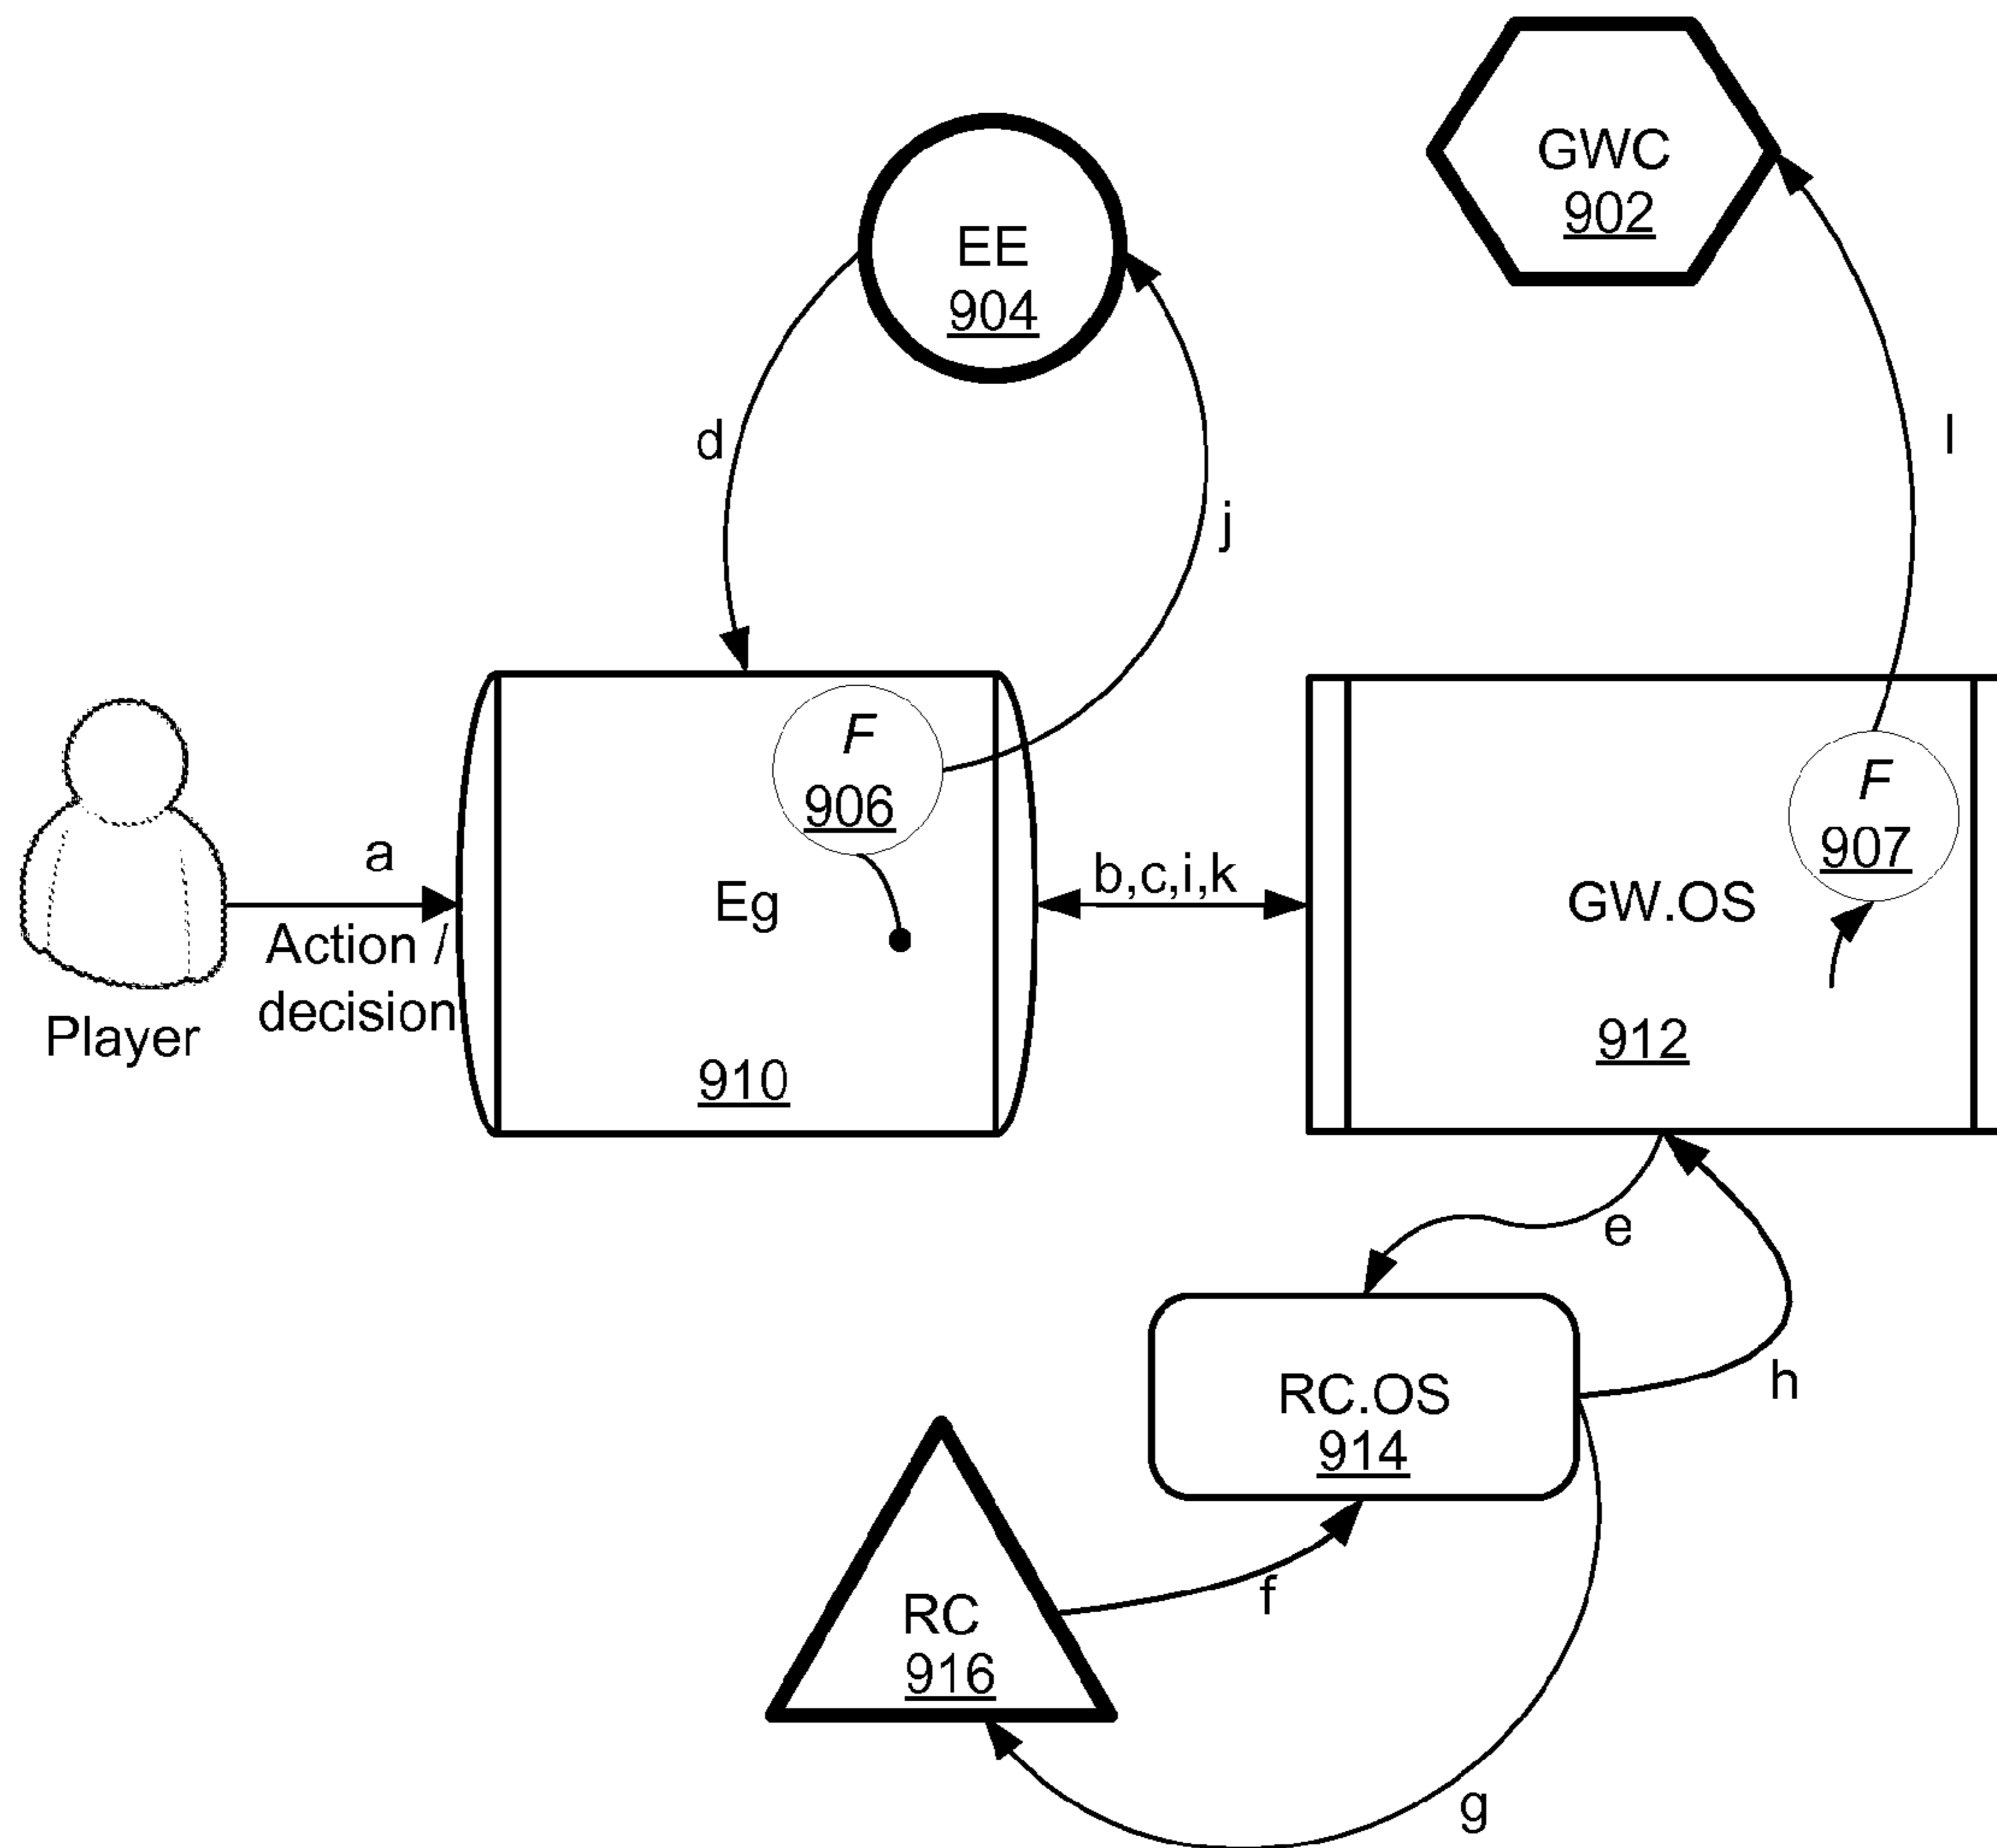 GWC
902
EE
904
d
l
j
F
906
F
907
a
Action /
decision
Player
Eg
910
b,c,i,k
GW.OS
912
e
h
RC.OS
914
f
RC
916
g